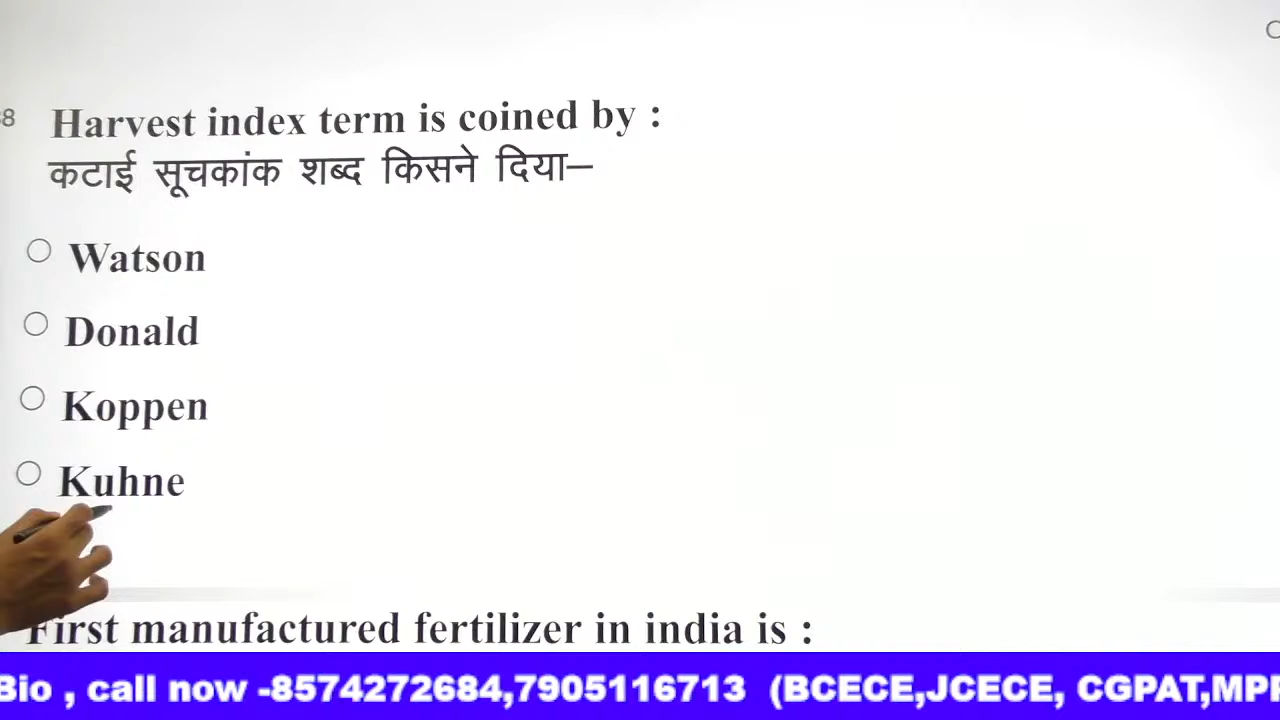 8 Harvest index term is coined by :
कटाई सूचकांक शब्द किसने दिया–
Watson
Donald
Koppen
Kuhne
First manufactured fertilizer in india is :
Bio , call now -8574272684,7905116713 (BCECE,JCECE, CGPAT,